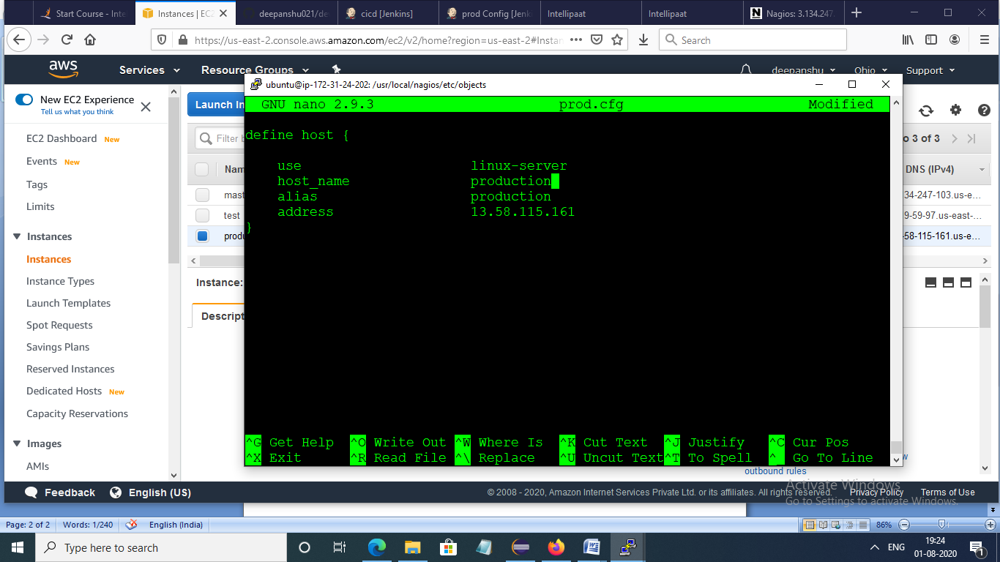 Start Course - Inte
Instances | EC2
deepanshu021/de
cicd [Jenkins]
prod Config [Jenk
Intellipaat
Intellipaat
Nagios: 3.134.247.
https://us-east-2.console.aws.amazon.com/ec2/v2/home?region=us-east-2#Instan
Search
aws
Services
Resource Groups
deepanshu
Ohio
Support
New EC2 Experience
Tell us what you think
EC2 Dashboard New
Events New
Tags
Limits
Instances
Instances
Instance Types
Launch Templates
Spot Requests
Savings Plans
Reserved Instances
Dedicated Hosts New
Capacity Reservations
Images
AMIs
Launch In
Filter b
o 3 of 3
Nam
DNS (IPv4)
mast
34-247-103.us-e...
test
9-59-97.us-east-...
produ
-58-115-161.us-e...
Instance:
Descript
ubuntu@ip-172-31-24-202: /usr/local/nagios/etc/objects
GNU nano 2.9.3 prod.cfg Modified
define host {
use linux-server
host_name production
alias production
address 13.58.115.161
}
^G Get Help ^O Write Out ^W Where Is ^K Cut Text ^J Justify ^C Cur Pos
^X Exit ^R Read File ^\ Replace ^U Uncut Text ^T To Spell ^_ Go To Line
w
outbound rules
Activate Windows
Go to Settings to activate Windows.
Feedback
English (US)
© 2008 - 2020, Amazon Internet Services Private Ltd. or its affiliates. All rights reserved.
Privacy Policy
Terms of Use
Page: 2 of 2
Words: 1/240
English (India)
86%
Type here to search
ENG
19:24
01-08-2020
1